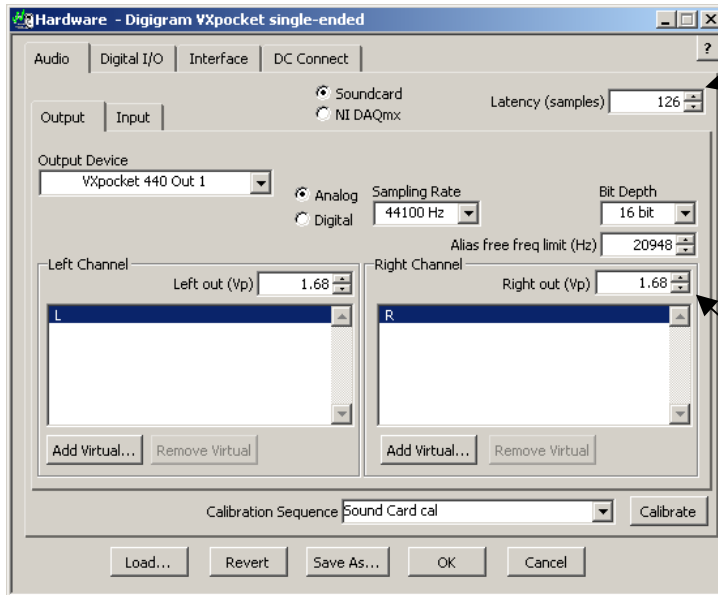 Hardware - Digigram VXpocket single-ended
?
Audio Digital I/O Interface DC Connect
Soundcard
NI DAQmx
Latency (samples) 126
Output Input
Output Device
VXpocket 440 Out 1
Analog
Digital
Sampling Rate
44100 Hz
Bit Depth
16 bit
Alias free freq limit (Hz) 20948
Left Channel
Left out (Vp) 1.68
L
Add Virtual... Remove Virtual
Right Channel
Right out (Vp) 1.68
R
Add Virtual... Remove Virtual
Calibration Sequence Sound Card cal Calibrate
Load... Revert Save As... OK Cancel